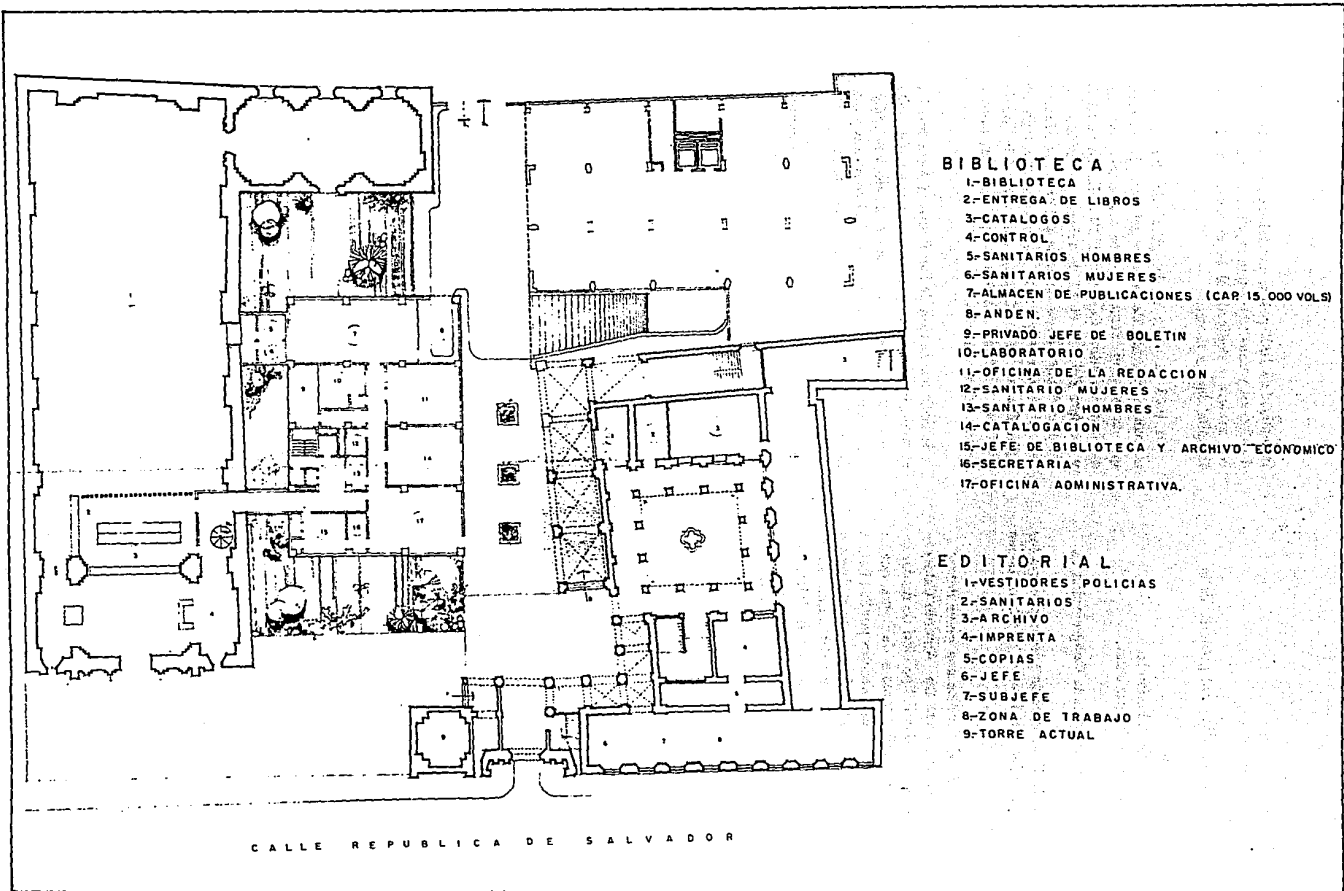 BIBLIOTECA
1.-BIBLIOTECA
2.-ENTREGA DE LIBROS
3.-CATALOGOS
4.-CONTROL
5.-SANITARIOS HOMBRES
6.-SANITARIOS MUJERES
7.-ALMACEN DE PUBLICACIONES (CAP. 15.000 VOLS)
8.-ANDEN.
9.-PRIVADO JEFE DE BOLETIN
10.-LABORATORIO
11.-OFICINA DE LA REDACCION
12.-SANITARIO MUJERES
13.-SANITARIO HOMBRES
14.-CATALOGACION
15.-JEFE DE BIBLIOTECA Y ARCHIVO ECONOMICO
16.-SECRETARIA
17.-OFICINA ADMINISTRATIVA.
EDITORIAL
1.-VESTIDORES POLICIAS
2.-SANITARIOS
3.-ARCHIVO
4.-IMPRENTA
5.-COPIAS
6.-JEFE
7.-SUBJEFE
8.-ZONA DE TRABAJO
9.-TORRE ACTUAL
CALLE REPUBLICA DE SALVADOR